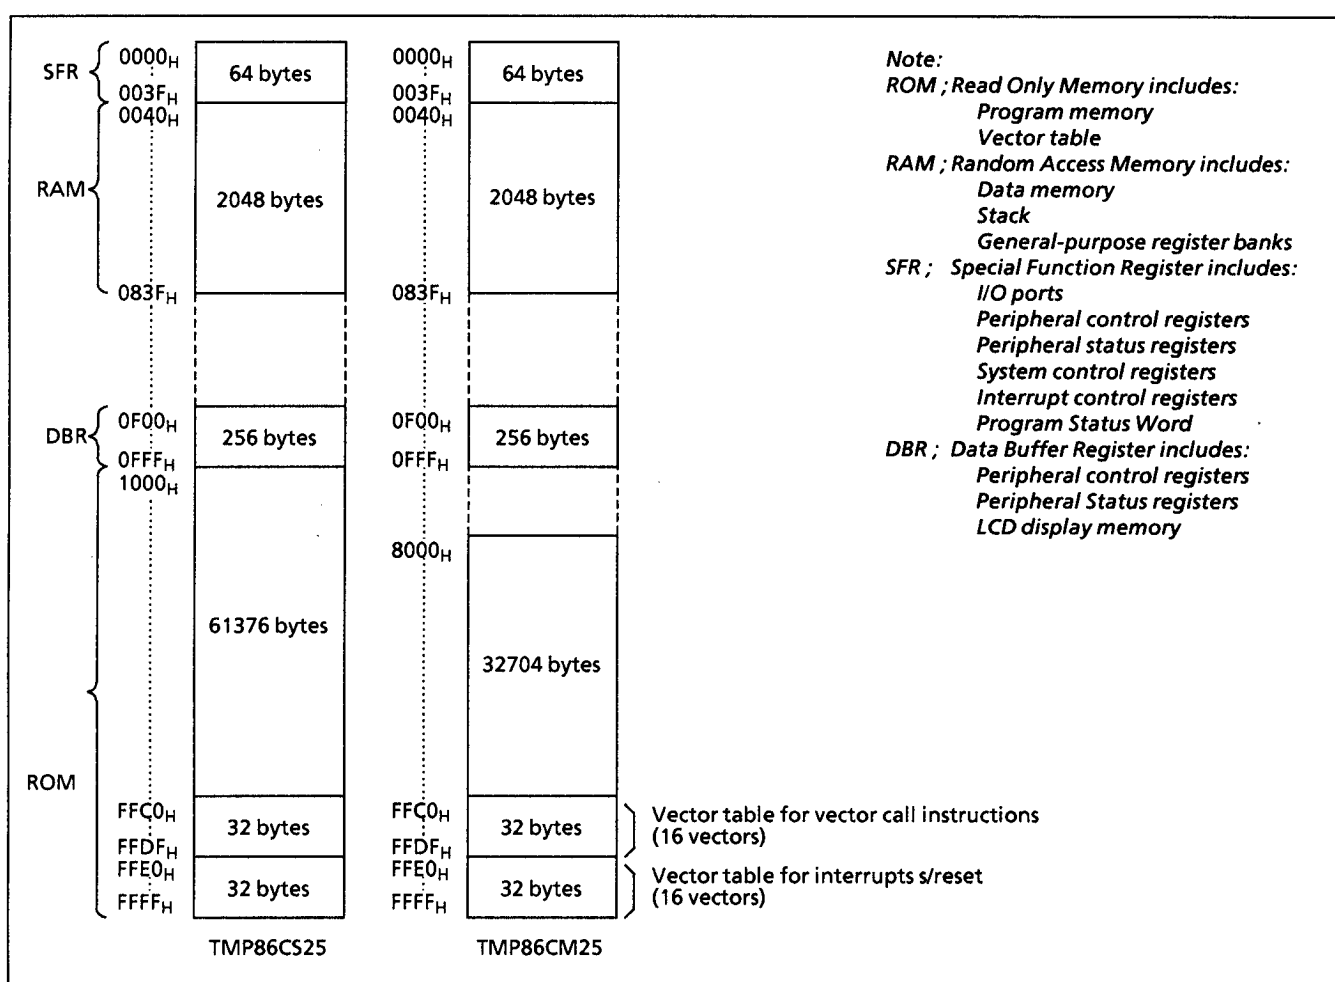 SFR
0000H
003FH
0040H
RAM
083FH
DBR
0F00H
0FFFH
1000H
ROM
FFC0H
FFDFH
FFE0H
FFFFH
64 bytes
2048 bytes
256 bytes
61376 bytes
32 bytes
32 bytes
TMP86CS25
0000H
003FH
0040H
083FH
0F00H
0FFFH
8000H
FFC0H
FFDFH
FFE0H
FFFFH
64 bytes
2048 bytes
256 bytes
32704 bytes
32 bytes
32 bytes
TMP86CM25
Vector table for vector call instructions
(16 vectors)
Vector table for interrupts s/reset
(16 vectors)
Note:
ROM ; Read Only Memory includes:
Program memory
Vector table
RAM ; Random Access Memory includes:
Data memory
Stack
General-purpose register banks
SFR ; Special Function Register includes:
I/O ports
Peripheral control registers
Peripheral status registers
System control registers
Interrupt control registers
Program Status Word
DBR ; Data Buffer Register includes:
Peripheral control registers
Peripheral Status registers
LCD display memory